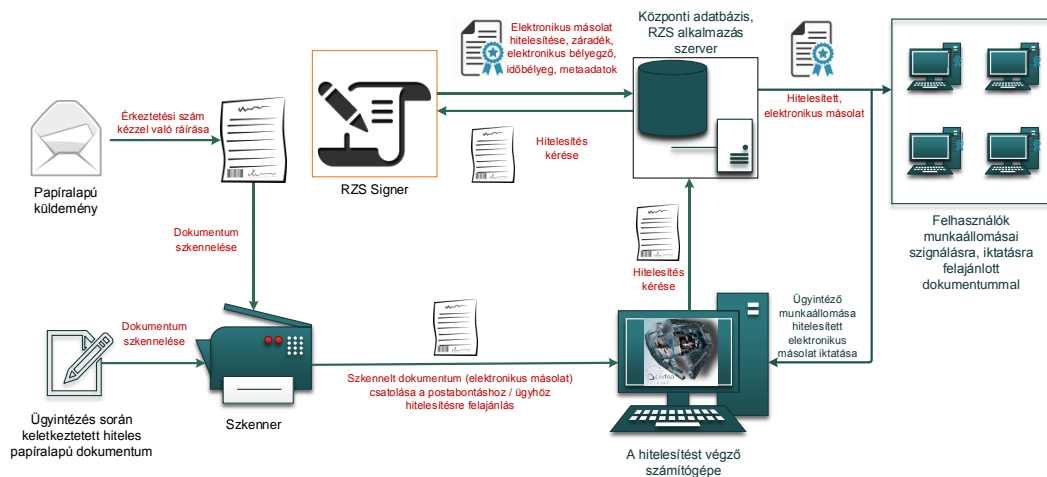 Elektronikus másolat
hitelesítése, záradék,
elektronikus bélyegző,
időbélyeg, metaadatok,
Központi adatbázis,
RZS alkalmazás
szerver
Érkeztetési szám
kézzel való ráírása
Hitelesítés
kérése
Hitelesített,
elektronikus másolat
Papíralapú
küldemény
RZS Signer
Felhasználók
munkaállomásai
szignálásra, iktatásra
felajánlott
dokumentummal
Dokumentum
szkennelése
Hitelesítés
kérése
Ügyintéző
munkaállomása
hitelesített
elektronikus
másolat iktatása
Dokumentum
szkennelése
Szkennelt dokumentum (elektronikus másolat)
csatolása a postabontáshoz / ügyhöz
hitelesítésre felajánlás
Ügyintézés során
keletkeztetett hiteles
papíralapú dokumentum
Szkenner
A hitelesítést végző
számítógépe